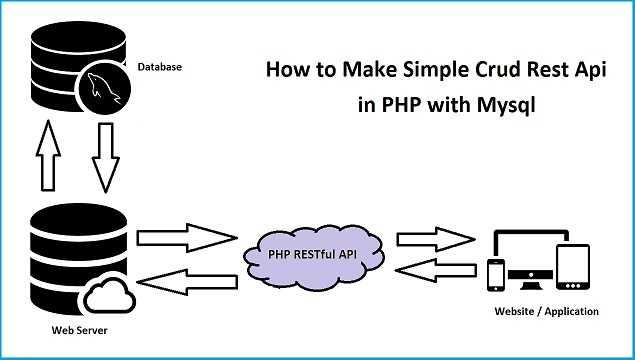 Database
How to Make Simple Crud Rest Api
in PHP with Mysql
PHP RESTful API
Website / Application
Web Server